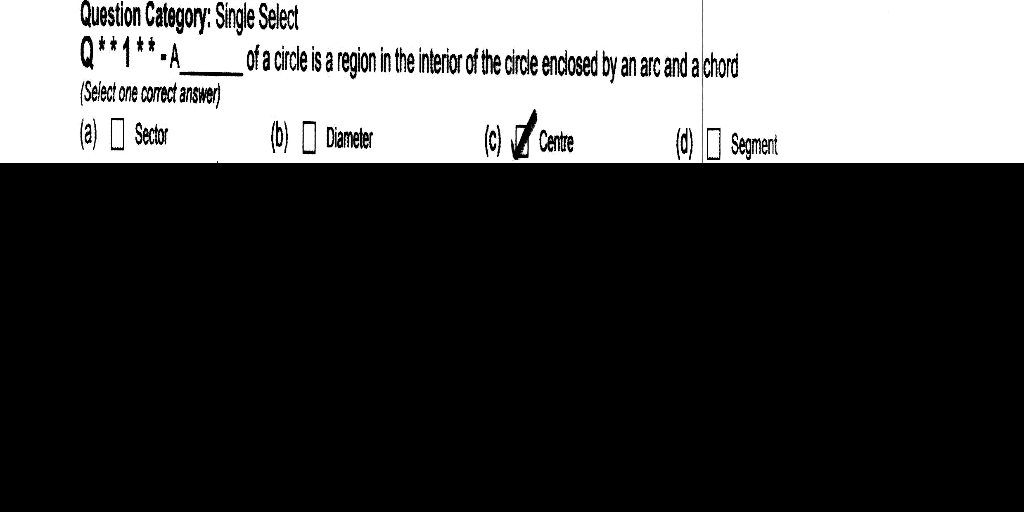 Question Category: Single Select
Q**1**-A______ of a circle is a region in the interior of the circle enclosed by an arc and a chord
(Select one correct answer)
(a) ☐ Sector (b) ☐ Diameter (c) ☑ Centre (d) ☐ Segment